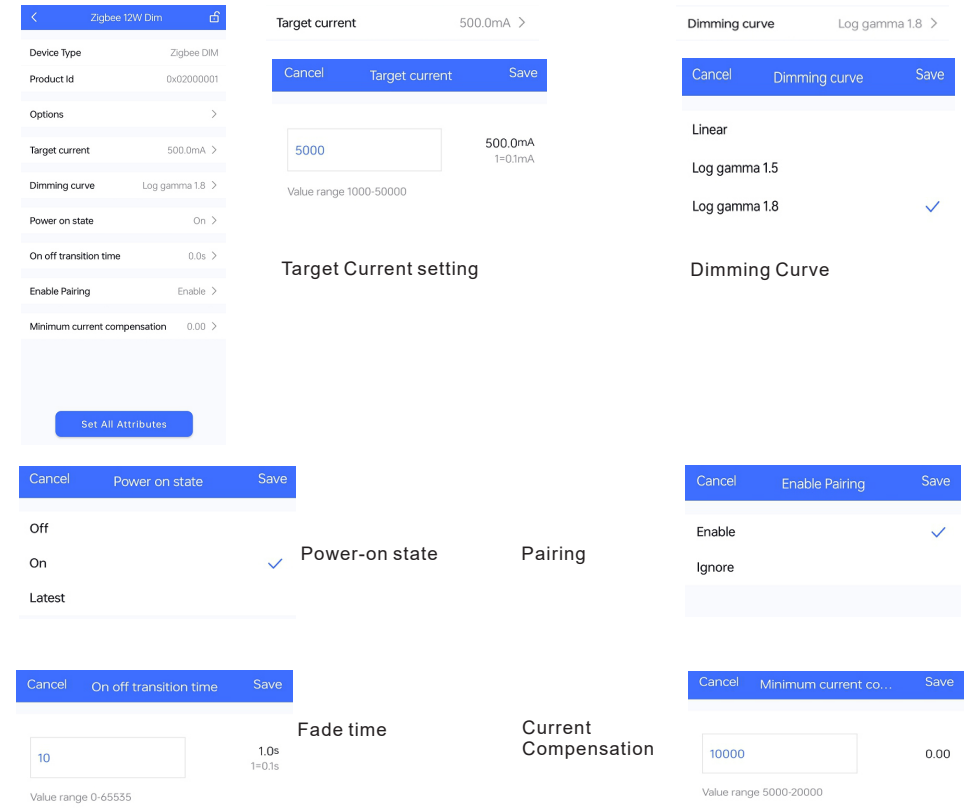 Zigbee 12W Dim
Device Type Zigbee DIM
Product Id 0x02000001
Options
Target current 500.0mA
Dimming curve Log gamma 1.8
Power on state On
On off transition time 0.0s
Enable Pairing Enable
Minimum current compensation 0.00
Set All Attributes
Target current 500.0mA
Cancel Target current Save
5000 500.0mA
1=0.1mA
Value range 1000-50000
Target Current setting
Dimming curve Log gamma 1.8
Cancel Dimming curve Save
Linear
Log gamma 1.5
Log gamma 1.8
Dimming Curve
Cancel Power on state Save
Off
On
Latest
Power-on state
Pairing
Cancel Enable Pairing Save
Enable
Ignore
Cancel On off transition time Save
10 1.0s
1=0.1s
Value range 0-65535
Fade time
Current
Compensation
Cancel Minimum current co... Save
10000 0.00
Value range 5000-20000